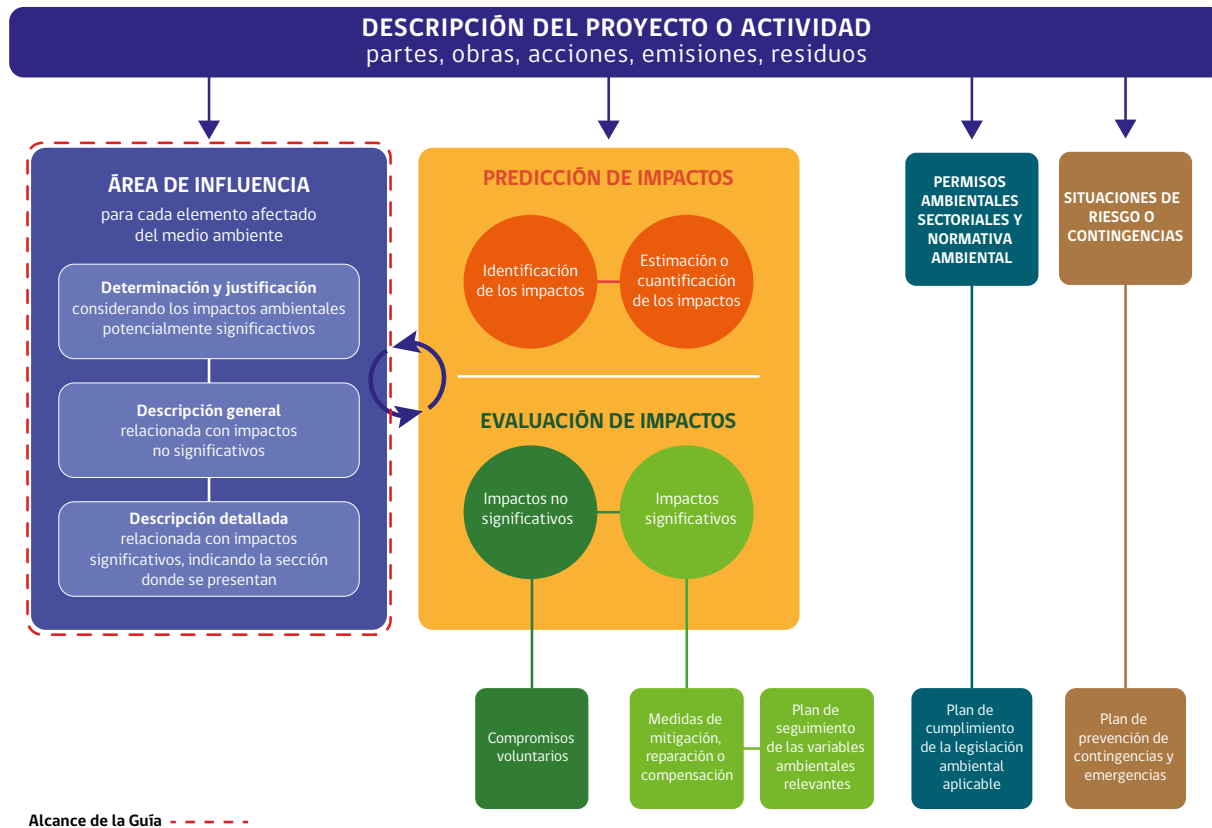 DESCRIPCIÓN DEL PROYECTO O ACTIVIDAD
partes, obras, acciones, emisiones, residuos
ÁREA DE INFLUENCIA
para cada elemento afectado
del medio ambiente
Determinación y justificación
considerando los impactos ambientales
potencialmente significactivos
Descripción general
relacionada con impactos
no significativos
Descripción detallada
relacionada con impactos
significativos, indicando la sección
donde se presentan
PREDICCIÓN DE IMPACTOS
Identificación
de los impactos
Estimación o
cuantificación
de los impactos
EVALUACIÓN DE IMPACTOS
Impactos no
significativos
Impactos
significativos
PERMISOS
AMBIENTALES
SECTORIALES Y
NORMATIVA
AMBIENTAL
SITUACIONES DE
RIESGO O
CONTINGENCIAS
Compromisos
voluntarios
Medidas de
mitigación,
reparación o
compensación
Plan de
seguimiento
de las variables
ambientales
relevantes
Plan de
cumplimiento
de la legislación
ambiental
aplicable
Plan de
prevención de
contingencias y
emergencias
Alcance de la Guía